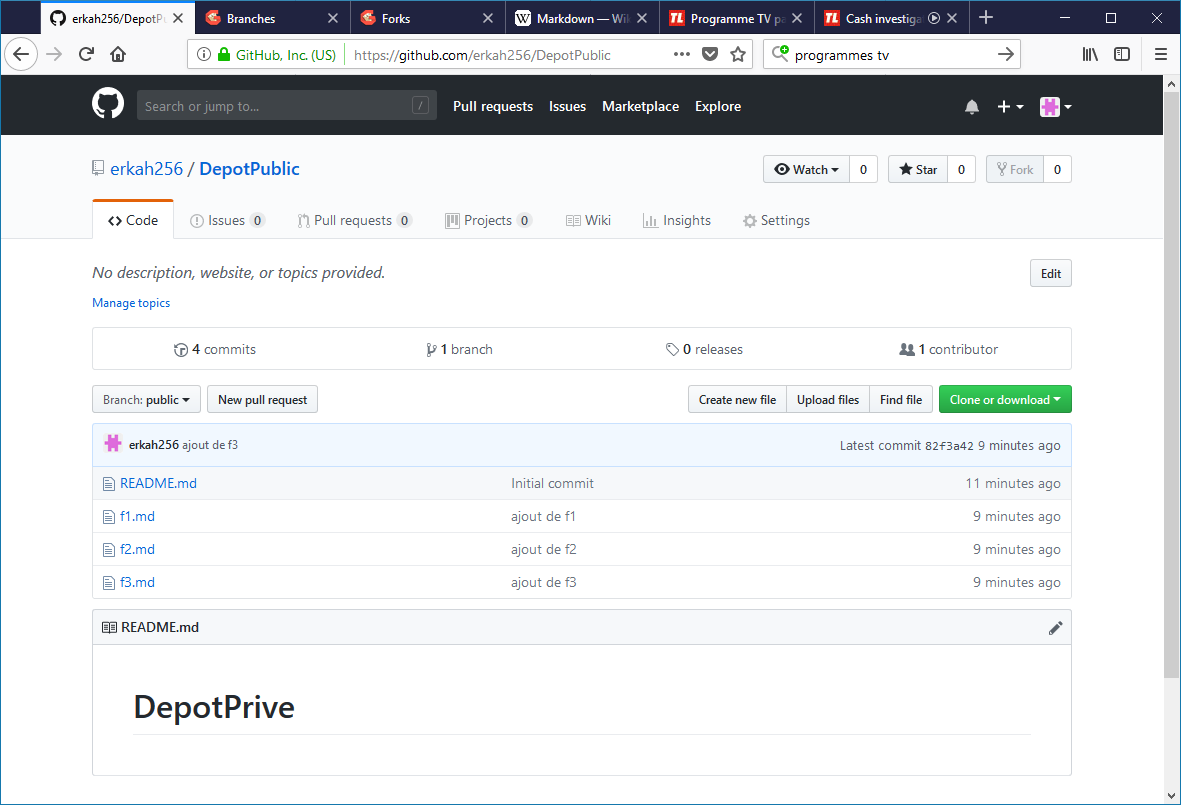 erkah256/DepotPu
Branches
Forks
Markdown — Wik
Programme TV pa
Cash investiga
GitHub, Inc. (US)
https://github.com/erkah256/DepotPublic
programmes tv
Search or jump to...
/
Pull requests
Issues
Marketplace
Explore
erkah256 / DepotPublic
Watch 0
Star 0
Fork 0
Code
Issues 0
Pull requests 0
Projects 0
Wiki
Insights
Settings
No description, website, or topics provided.
Edit
Manage topics
4 commits
1 branch
0 releases
1 contributor
Branch: public
New pull request
Create new file
Upload files
Find file
Clone or download
erkah256 ajout de f3
Latest commit 82f3a42 9 minutes ago
README.md Initial commit 11 minutes ago
f1.md ajout de f1 9 minutes ago
f2.md ajout de f2 9 minutes ago
f3.md ajout de f3 9 minutes ago
README.md
DepotPrive